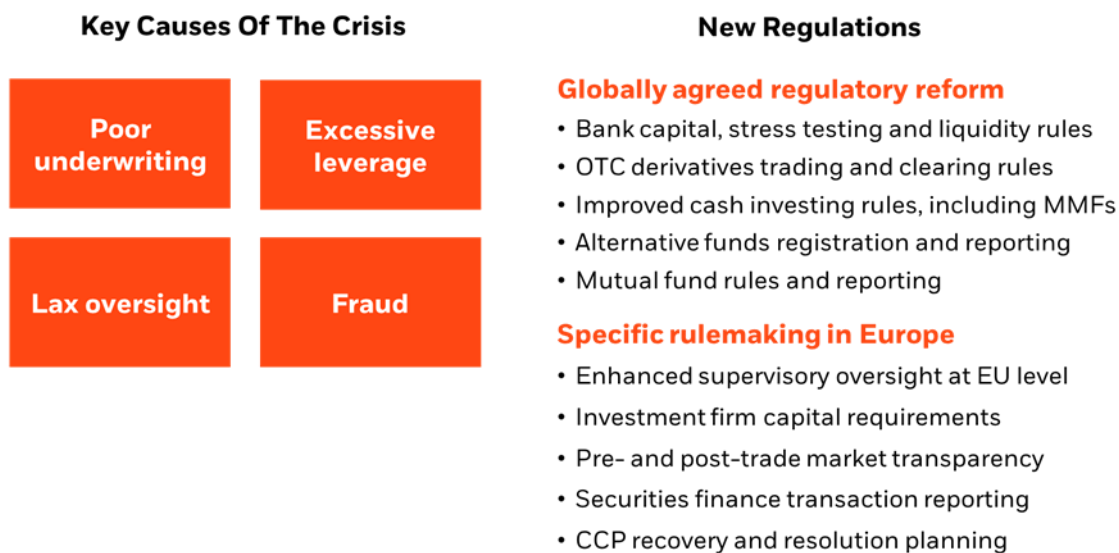 Key Causes Of The Crisis
Poor
underwriting
Excessive
leverage
Lax oversight
Fraud
New Regulations
Globally agreed regulatory reform
• Bank capital, stress testing and liquidity rules
• OTC derivatives trading and clearing rules
• Improved cash investing rules, including MMFs
• Alternative funds registration and reporting
• Mutual fund rules and reporting
Specific rulemaking in Europe
• Enhanced supervisory oversight at EU level
• Investment firm capital requirements
• Pre- and post-trade market transparency
• Securities finance transaction reporting
• CCP recovery and resolution planning